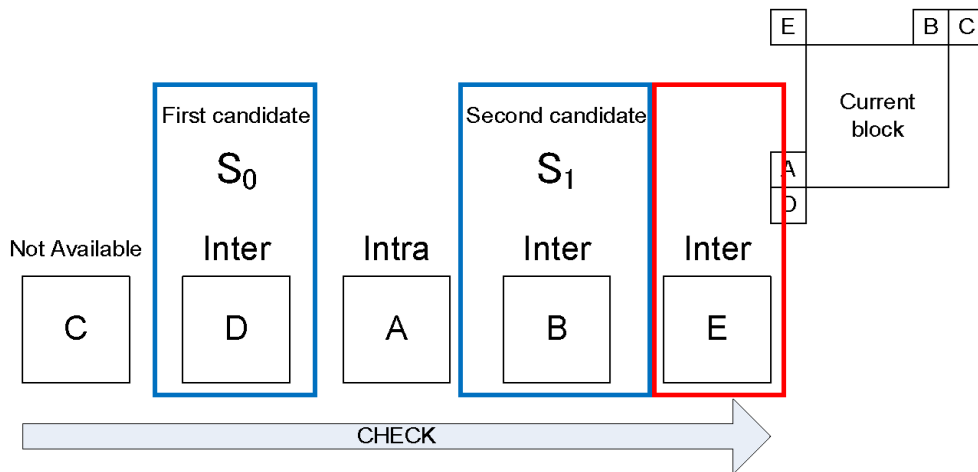 E B C
First candidate Second candidate Current
block
S0 S1
A
D
Not Available Inter Intra Inter Inter
C D A B E
CHECK